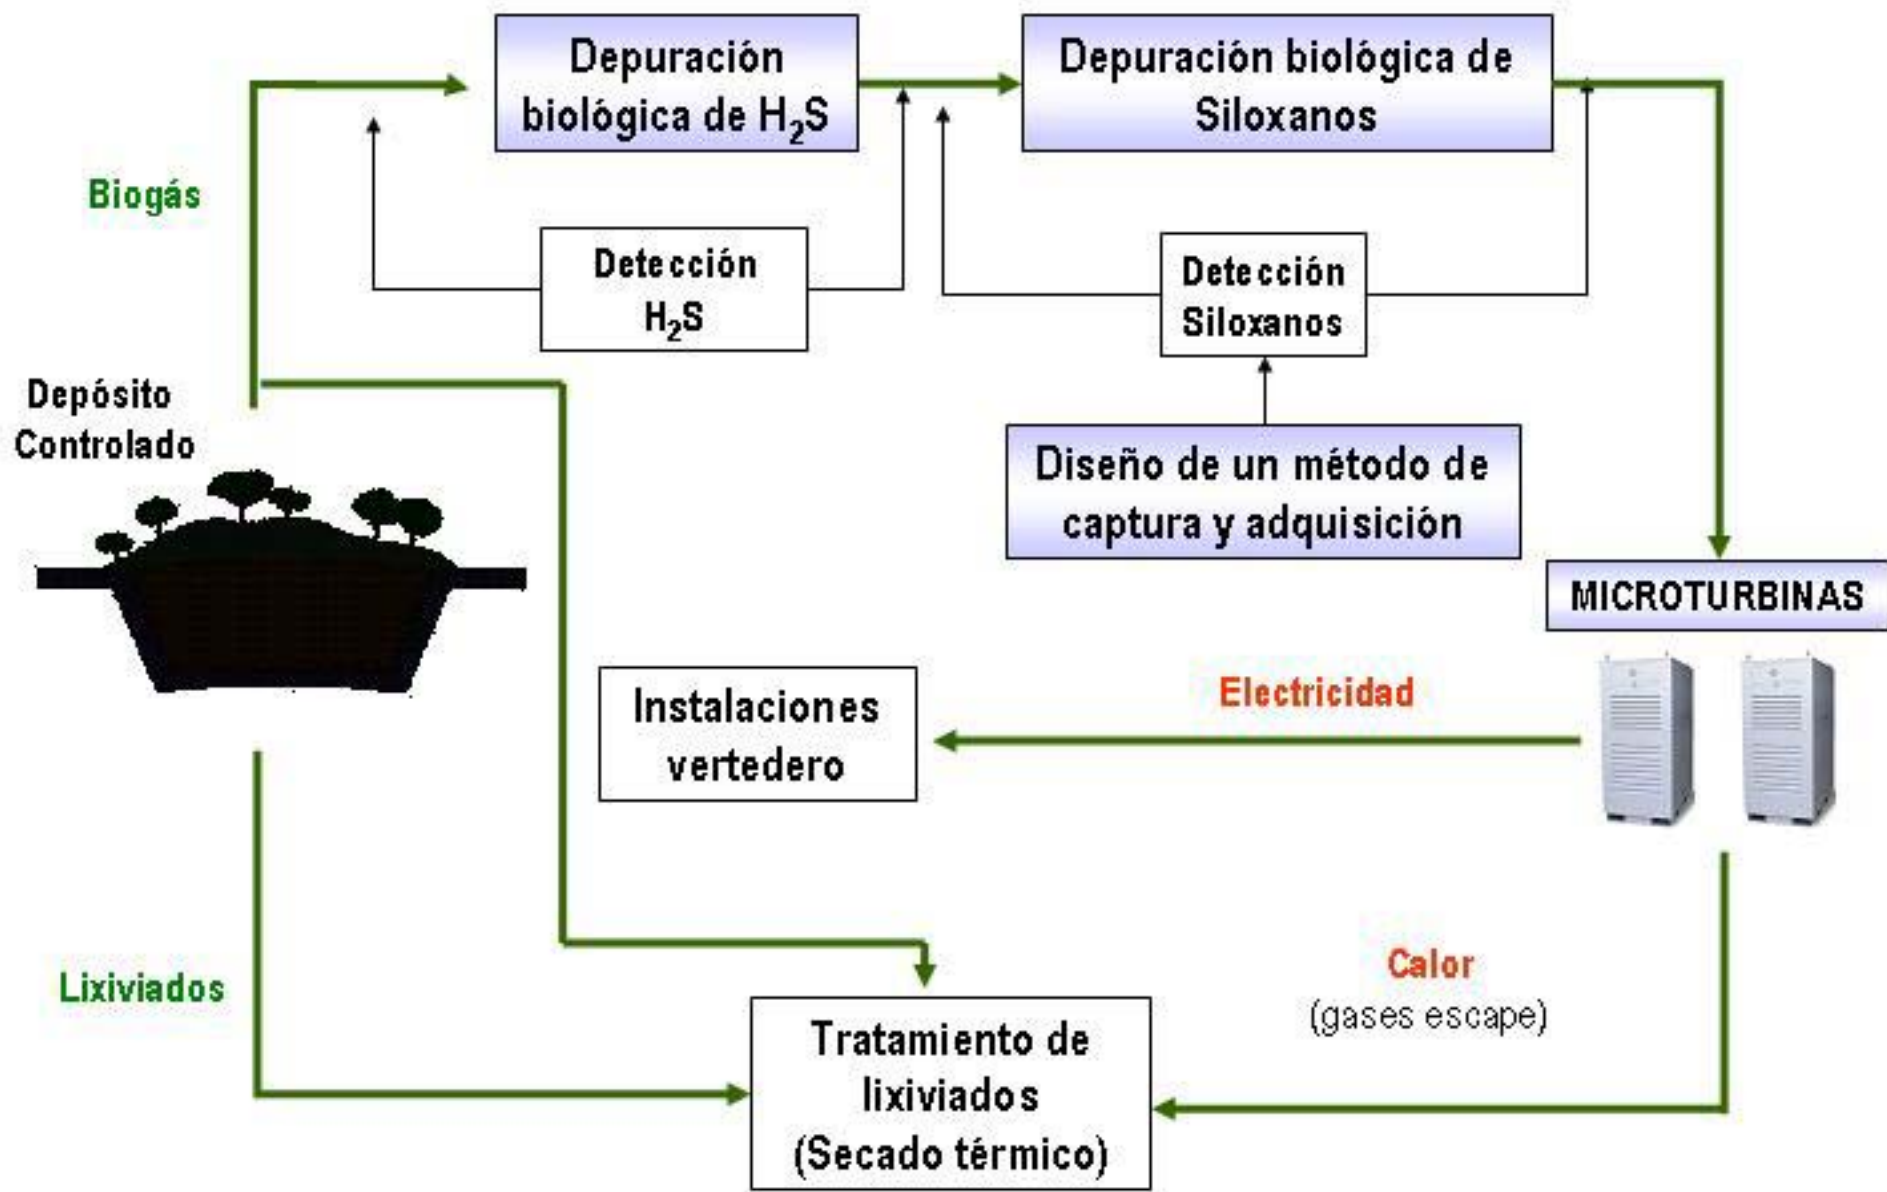 Depuración
biológica de H₂S
Depuración biológica de
Siloxanos
Biogás
Detección
H₂S
Detección
Siloxanos
Depósito
Controlado
Diseño de un método de
captura y adquisición
MICROTURBINAS
Instalaciones
vertedero
Electricidad
Lixiviados
Calor
(gases escape)
Tratamiento de
lixiviados
(Secado térmico)